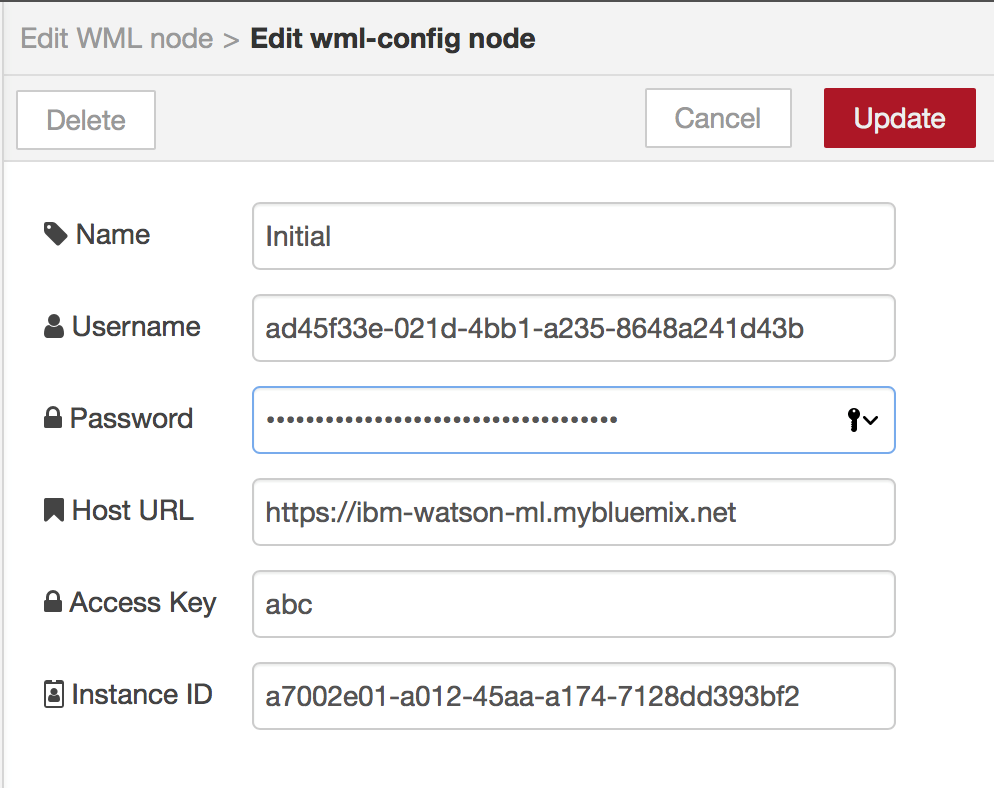 Edit WML node > Edit wml-config node
Delete Cancel Update
Name Initial
Username ad45f33e-021d-4bb1-a235-8648a241d43b
Password ••••••••••••••••••••••••••••••••••••
Host URL https://ibm-watson-ml.mybluemix.net
Access Key abc
Instance ID a7002e01-a012-45aa-a174-7128dd393bf2